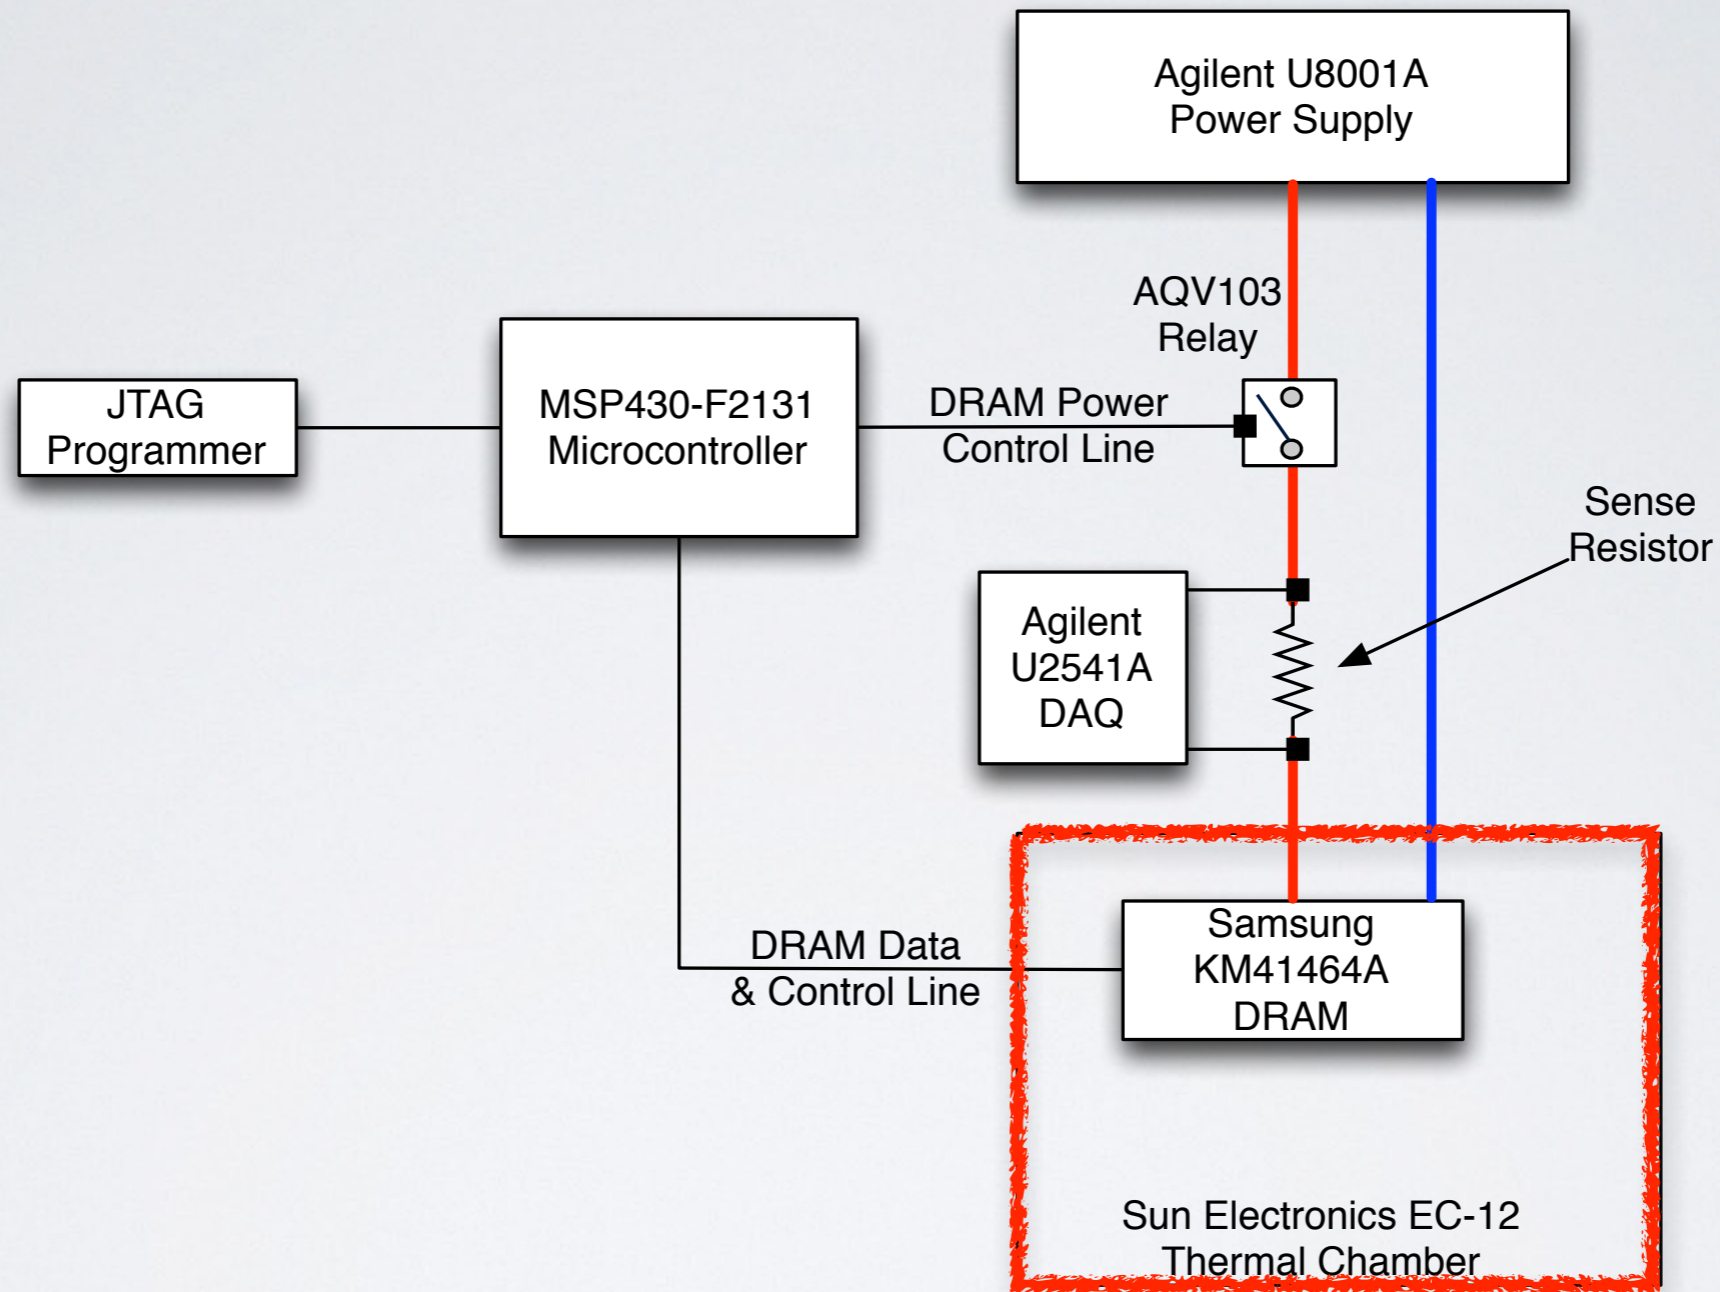 Agilent U8001A
Power Supply
AQV103
Relay
JTAG
Programmer
MSP430-F2131
Microcontroller
DRAM Power
Control Line
Sense
Resistor
Agilent
U2541A
DAQ
DRAM Data
& Control Line
Samsung
KM41464A
DRAM
Sun Electronics EC-12
Thermal Chamber